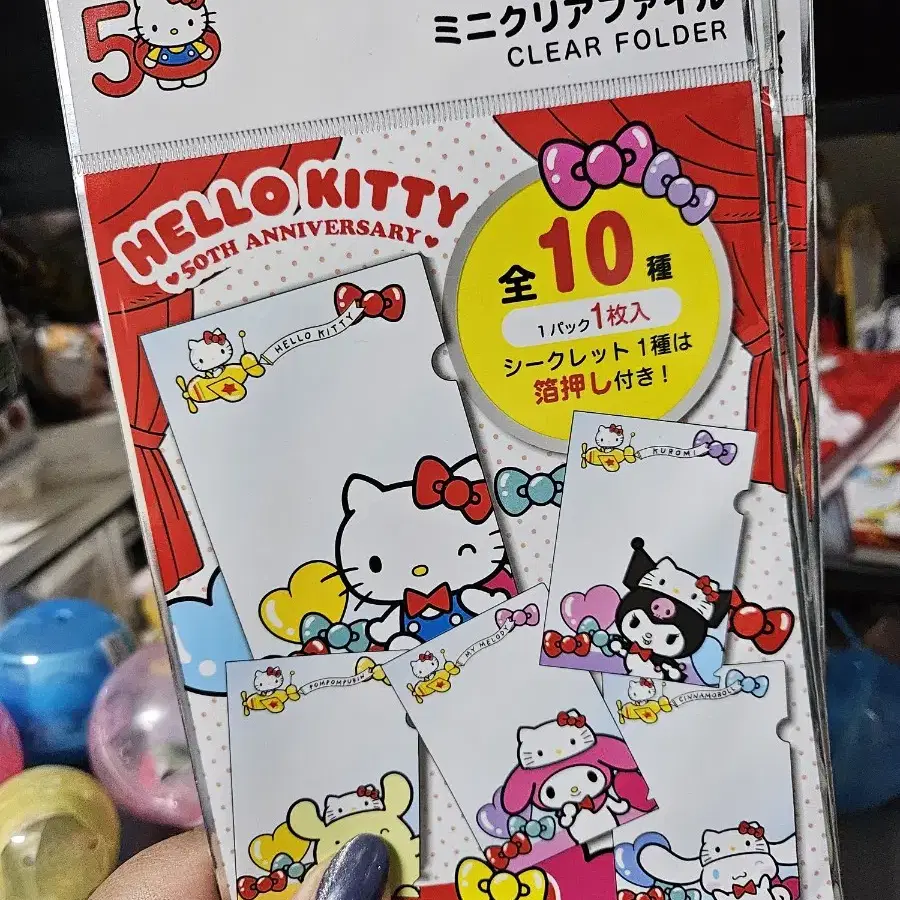 50
ミニクリアファイル
CLEAR FOLDER
HELLO KITTY
50TH ANNIVERSARY
全10種
1パック1枚入
シークレット1種は
箔押し付き!
HELLO KITTY
KUROMI
MY MELODY
POMPOMPURIN
CINNAMOROLL